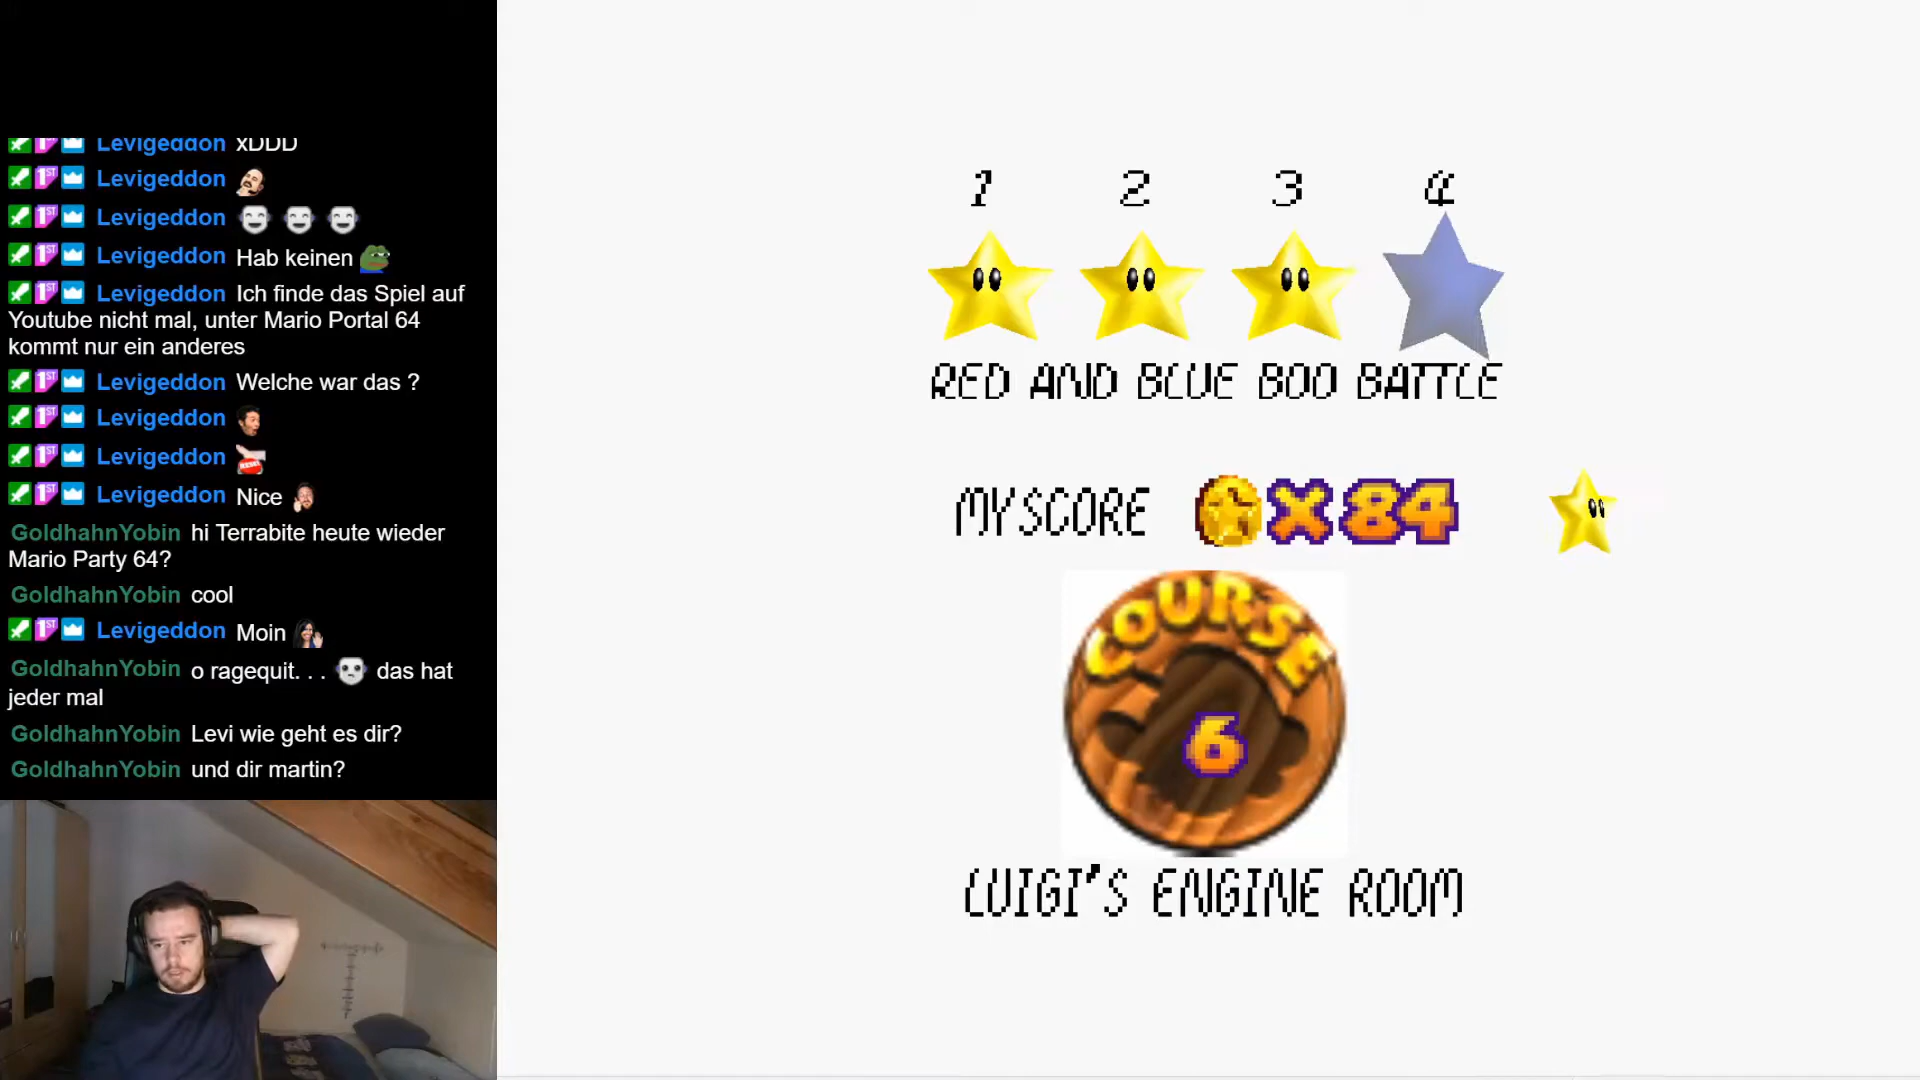 Levigeddon xDDD
Levigeddon
Levigeddon
Levigeddon Hab keinen
Levigeddon Ich finde das Spiel auf
Youtube nicht mal, unter Mario Portal 64
kommt nur ein anderes
Levigeddon Welche war das ?
Levigeddon
Levigeddon
Levigeddon Nice
GoldhahnYobin hi Terrabite heute wieder
Mario Party 64?
GoldhahnYobin cool
Levigeddon Moin
GoldhahnYobin o ragequit. . . das hat
jeder mal
GoldhahnYobin Levi wie geht es dir?
GoldhahnYobin und dir martin?
1 2 3 4
RED AND BLUE BOO BATTLE
MY SCORE × 84
COURSE
6
LUIGI'S ENGINE ROOM